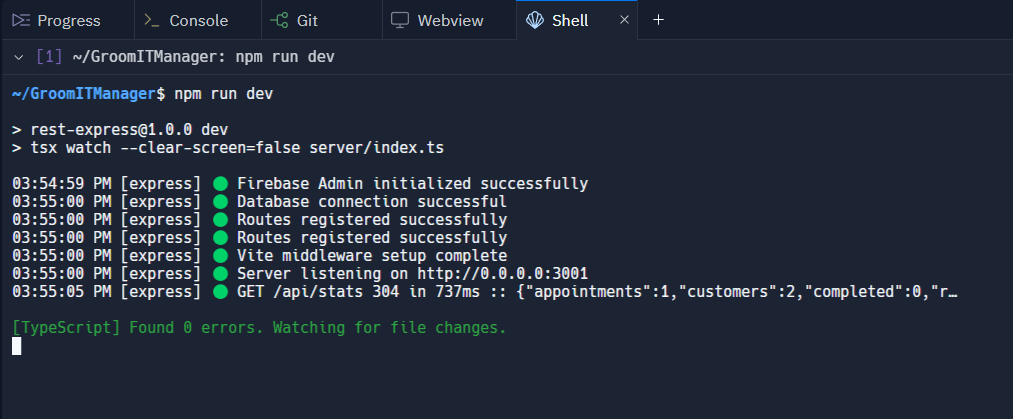 Progress
Console
Git
Webview
Shell
[1] ~/GroomITManager: npm run dev
~/GroomITManager$ npm run dev
> rest-express@1.0.0 dev
> tsx watch --clear-screen=false server/index.ts
03:54:59 PM [express] 🟢 Firebase Admin initialized successfully
03:55:00 PM [express] 🟢 Database connection successful
03:55:00 PM [express] 🟢 Routes registered successfully
03:55:00 PM [express] 🟢 Routes registered successfully
03:55:00 PM [express] 🟢 Vite middleware setup complete
03:55:00 PM [express] 🟢 Server listening on http://0.0.0.0:3001
03:55:05 PM [express] 🟢 GET /api/stats 304 in 737ms :: {"appointments":1,"customers":2,"completed":0,"r…
[TypeScript] Found 0 errors. Watching for file changes.